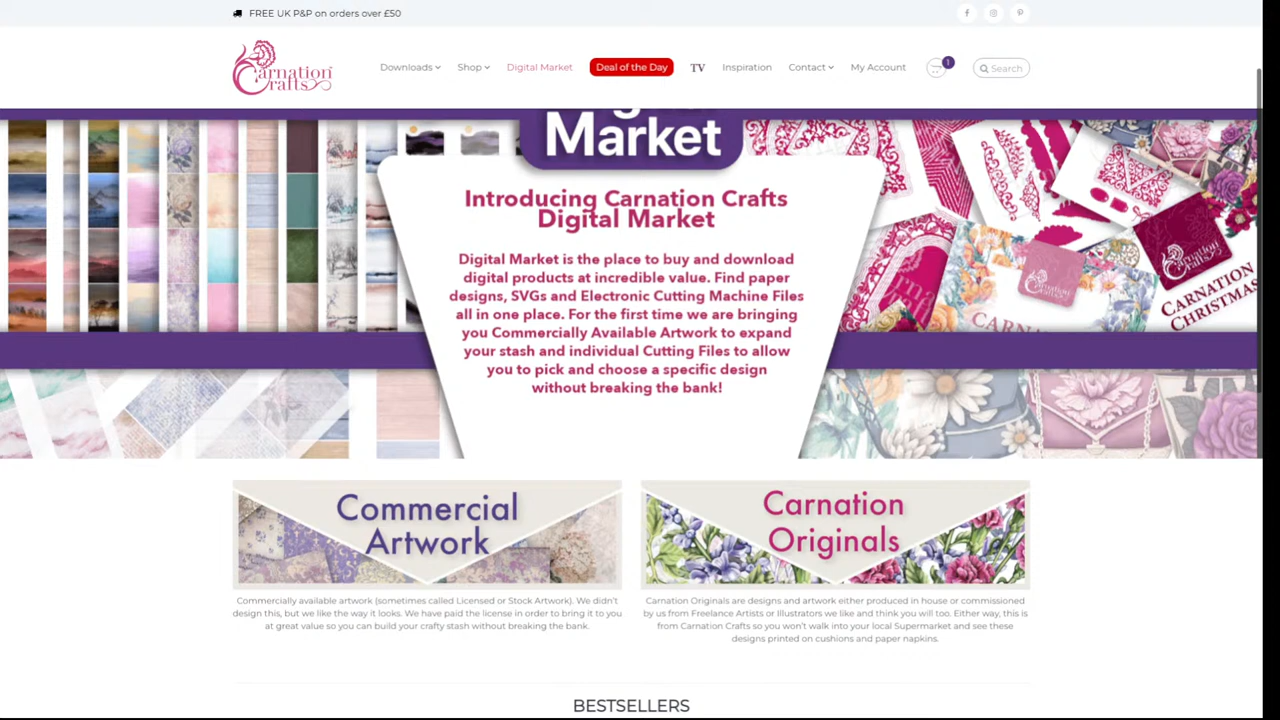 FREE UK P&P on orders over £50
Carnation
Crafts
Downloads
Shop
Digital Market
Deal of the Day
TV
Inspiration
Contact
My Account
1
Search
Market
Introducing Carnation Crafts
Digital Market
Digital Market is the place to buy and download
digital products at incredible value. Find paper
designs, SVGs and Electronic Cutting Machine Files
all in one place. For the first time we are bringing
you Commercially Available Artwork to expand
your stash and individual Cutting Files to allow
you to pick and choose a specific design
without breaking the bank!
CARNATION
CHRISTMAS
Commercial
Artwork
Carnation
Originals
Commercially available artwork (sometimes called Licensed or Stock Artwork). We didn't
design this, but we like the way it looks. We have paid the license in order to bring it to you
at great value so you can build your crafty stash without breaking the bank.
Carnation Originals are designs and artwork either produced in house or commissioned
by us from Freelance Artists or Illustrators we like and think you will too. Either way, this is
from Carnation Crafts so you won't walk into your local Supermarket and see these
designs printed on cushions and paper napkins.
BESTSELLERS